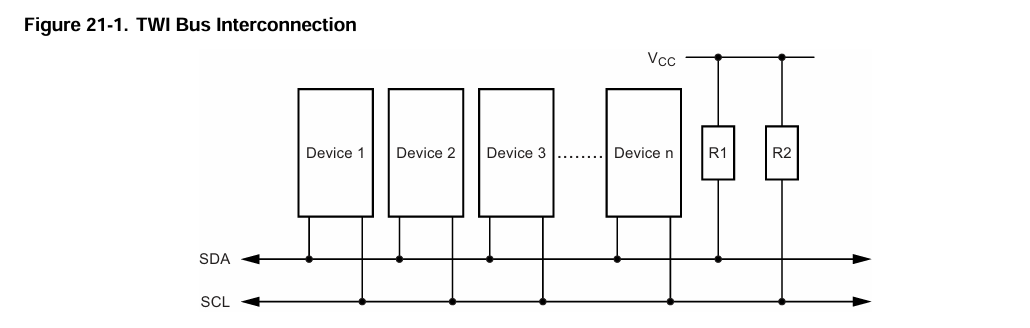 Figure 21-1. TWI Bus Interconnection
VCC
Device 1 Device 2 Device 3 ........ Device n R1 R2
SDA
SCL